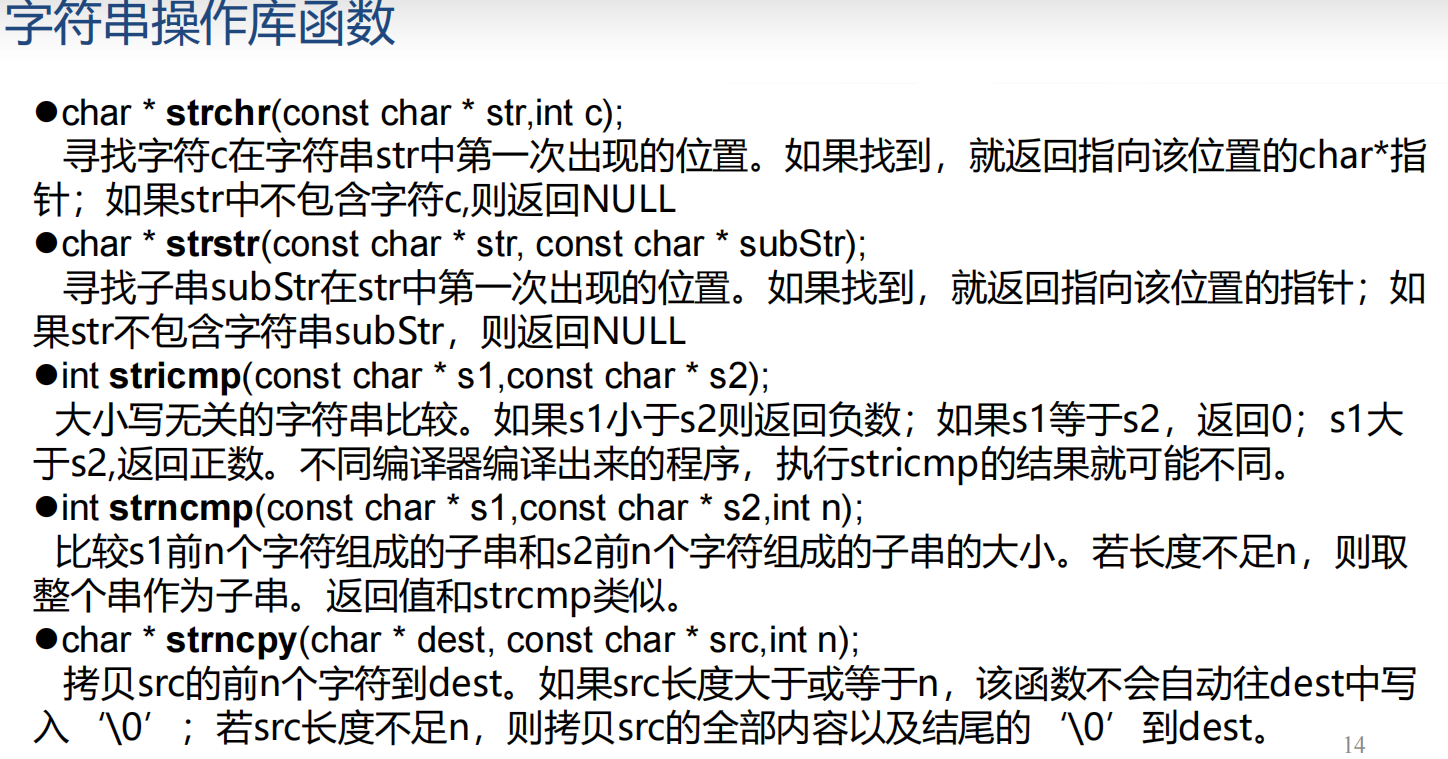 字符串操作库函数
●char * strchr(const char * str,int c);
寻找字符c在字符串str中第一次出现的位置。如果找到，就返回指向该位置的char*指
针；如果str中不包含字符c,则返回NULL
●char * strstr(const char * str, const char * subStr);
寻找子串subStr在str中第一次出现的位置。如果找到，就返回指向该位置的指针；如
果str不包含字符串subStr，则返回NULL
●int stricmp(const char * s1,const char * s2);
大小写无关的字符串比较。如果s1小于s2则返回负数；如果s1等于s2，返回0；s1大
于s2,返回正数。不同编译器编译出来的程序，执行stricmp的结果就可能不同。
●int strncmp(const char * s1,const char * s2,int n);
比较s1前n个字符组成的子串和s2前n个字符组成的子串的大小。若长度不足n，则取
整个串作为子串。返回值和strcmp类似。
●char * strncpy(char * dest, const char * src,int n);
拷贝src的前n个字符到dest。如果src长度大于或等于n，该函数不会自动往dest中写
入‘\0’；若src长度不足n，则拷贝src的全部内容以及结尾的‘\0’到dest。
14